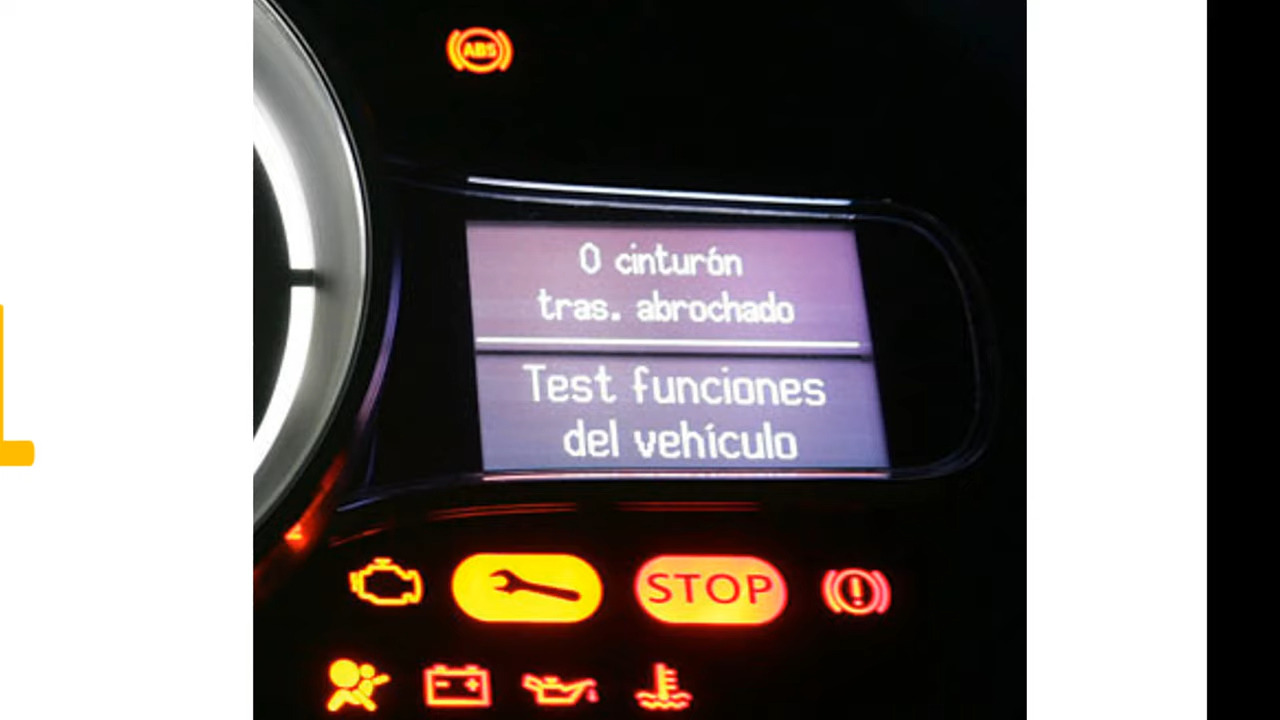 ABS
0 cinturón
tras. abrochado
Test funciones
del vehículo
STOP